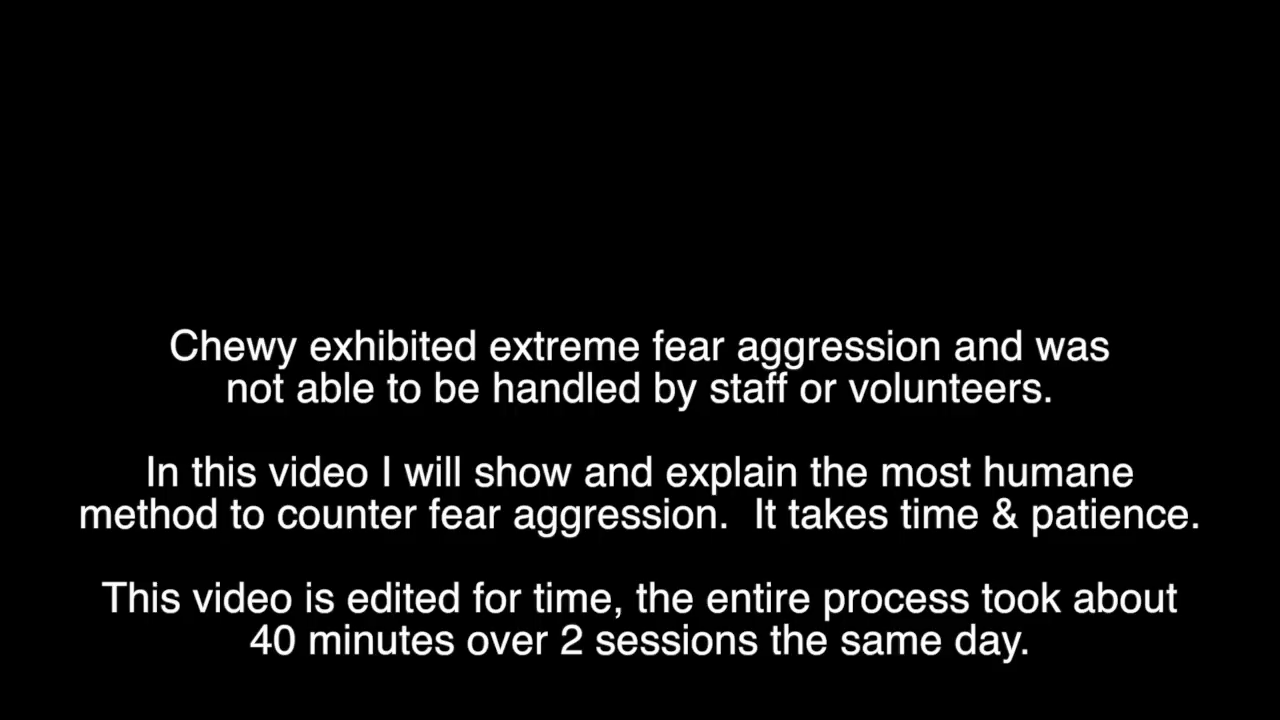 Chewy exhibited extreme fear aggression and was
not able to be handled by staff or volunteers.
In this video I will show and explain the most humane
method to counter fear aggression.  It takes time & patience.
This video is edited for time, the entire process took about
40 minutes over 2 sessions the same day.